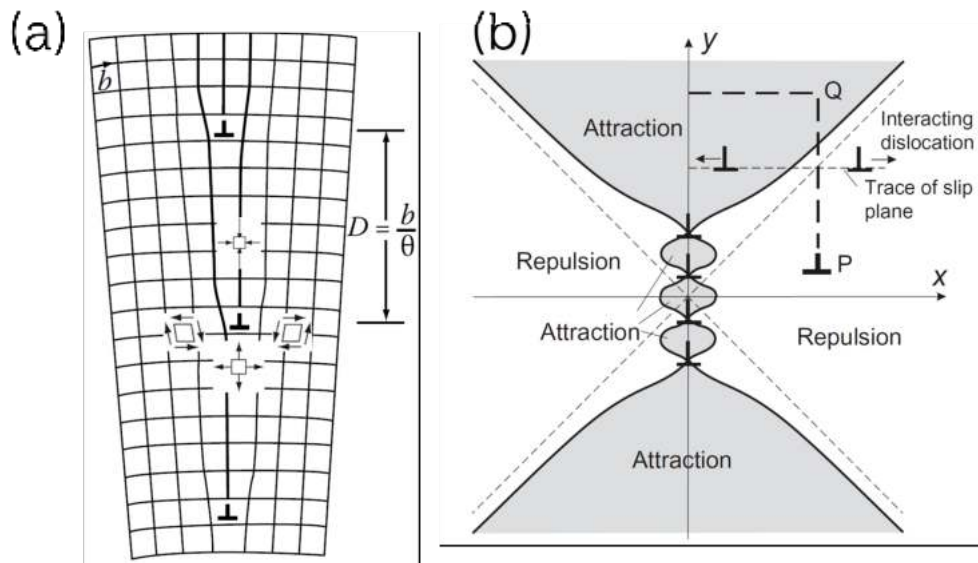 (a)
b
D = b/θ
(b)
y
Q
Attraction
Interacting
dislocation
Trace of slip
plane
P
Repulsion
x
Attraction
Repulsion
Attraction